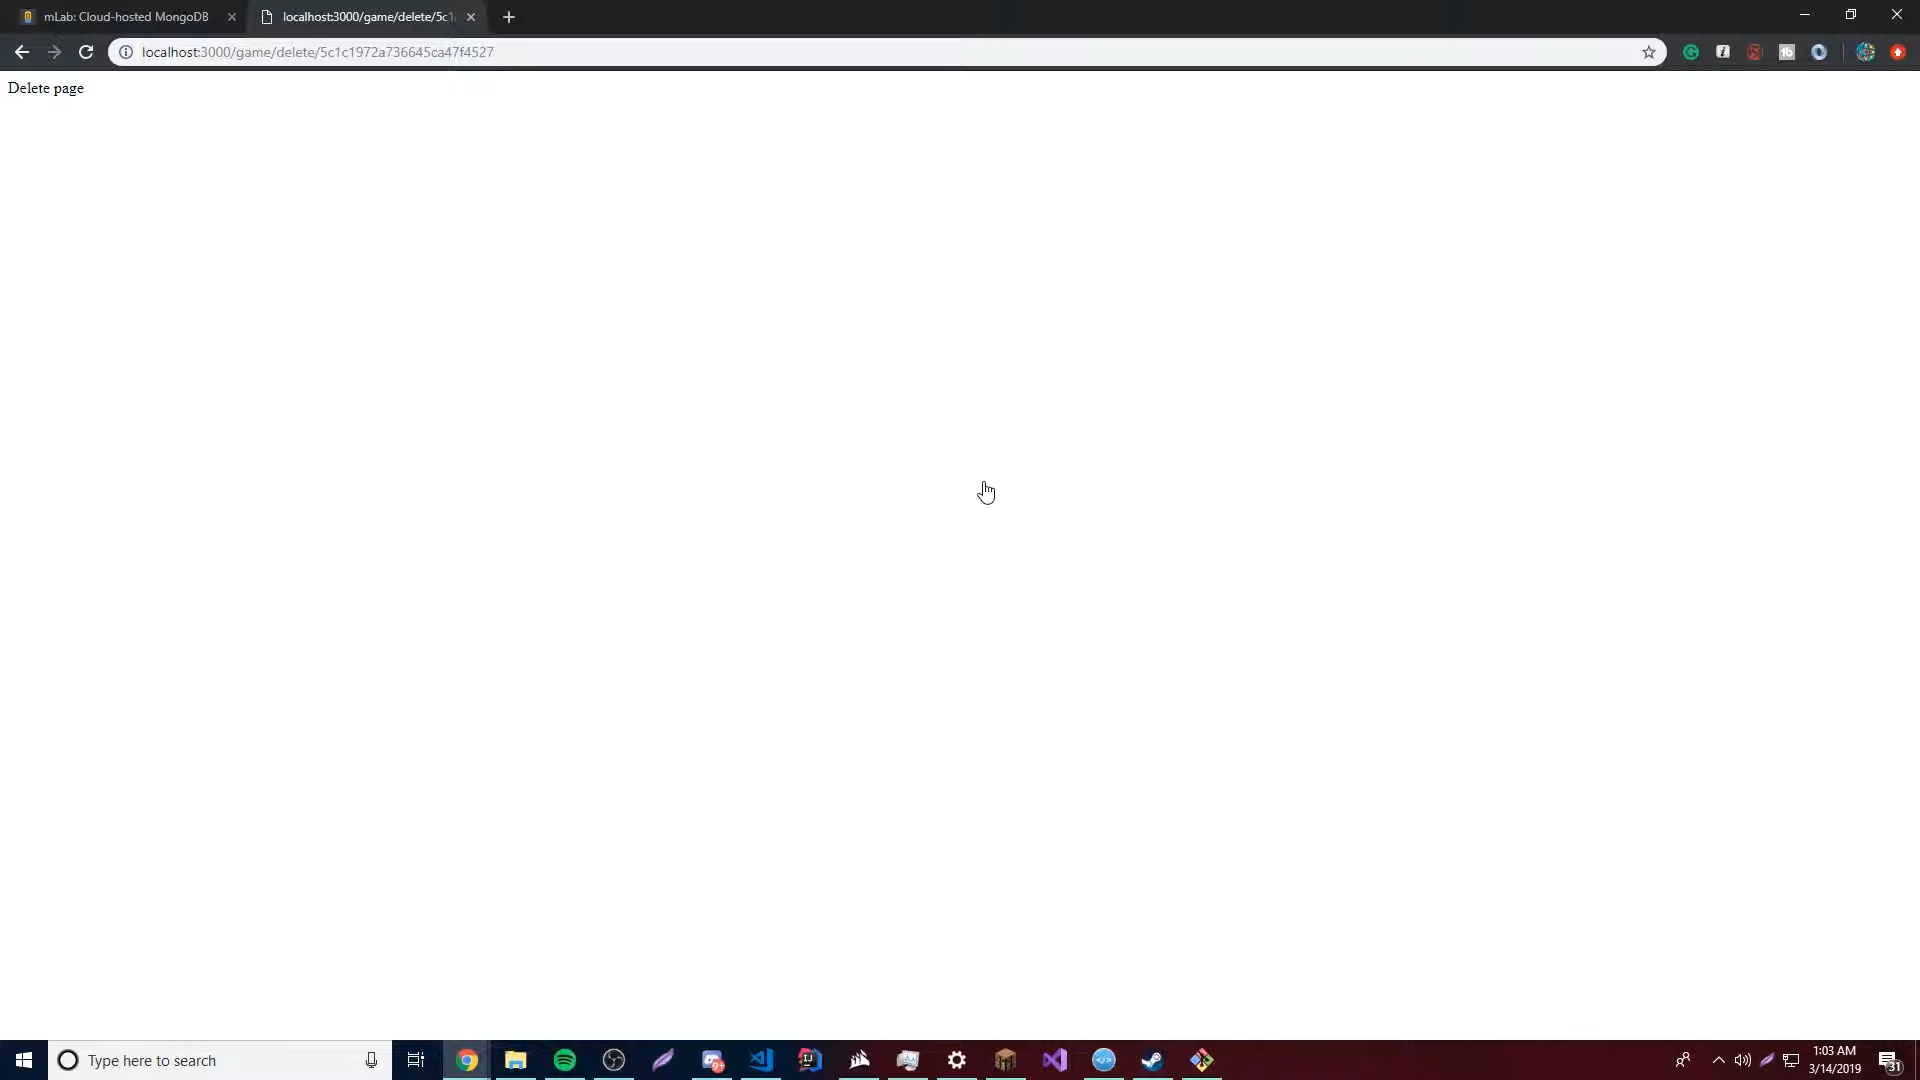 mLab: Cloud-hosted MongoDB
localhost:3000/game/delete/5c1
localhost:3000/game/delete/5c1c1972a736645ca47f4527
Delete page
Type here to search
1:03 AM
3/14/2019
31